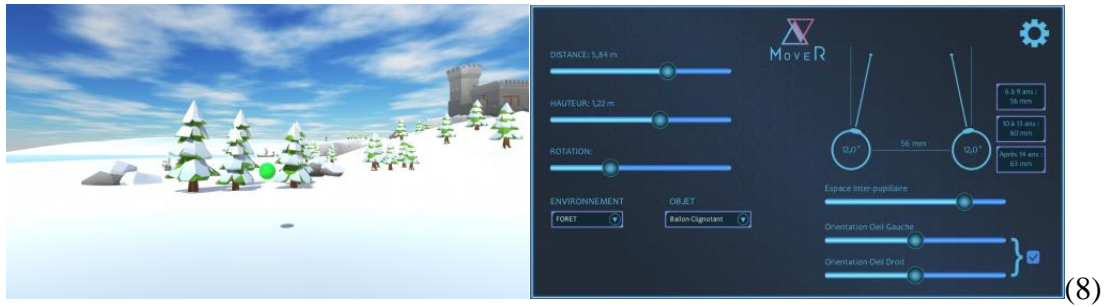 MOVER
DISTANCE: 5,84 m
HAUTEUR: 1,22 m
ROTATION:
ENVIRONNEMENT
OBJET
FORET
Ballon Clignotant
12,0°
56 mm
12,0°
6 à 9 ans :
56 mm
10 à 13 ans :
60 mm
Après 14 ans :
63 mm
Espace Inter-pupillaire
Orientation Oeil Gauche
Orientation Oeil Droit
(8)